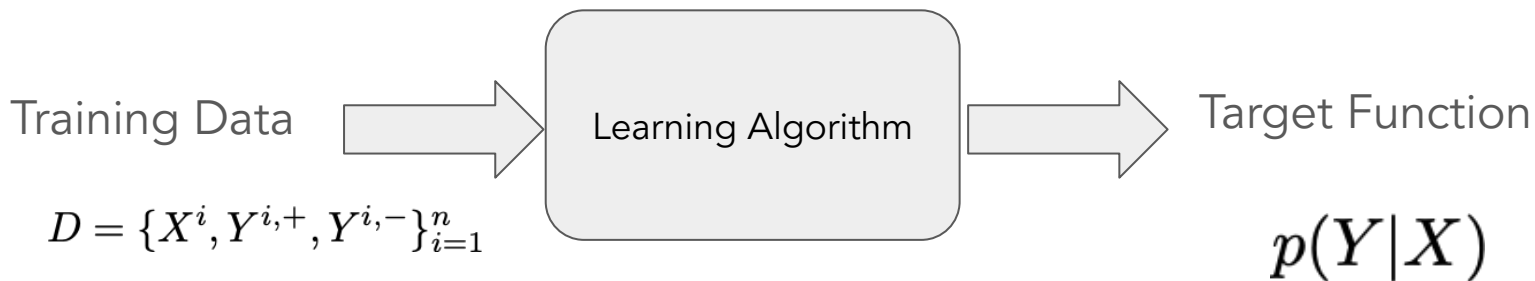 Training Data
Learning Algorithm
Target Function
D = {X^i, Y^{i,+}, Y^{i,-}}_{i=1}^n
p(Y|X)